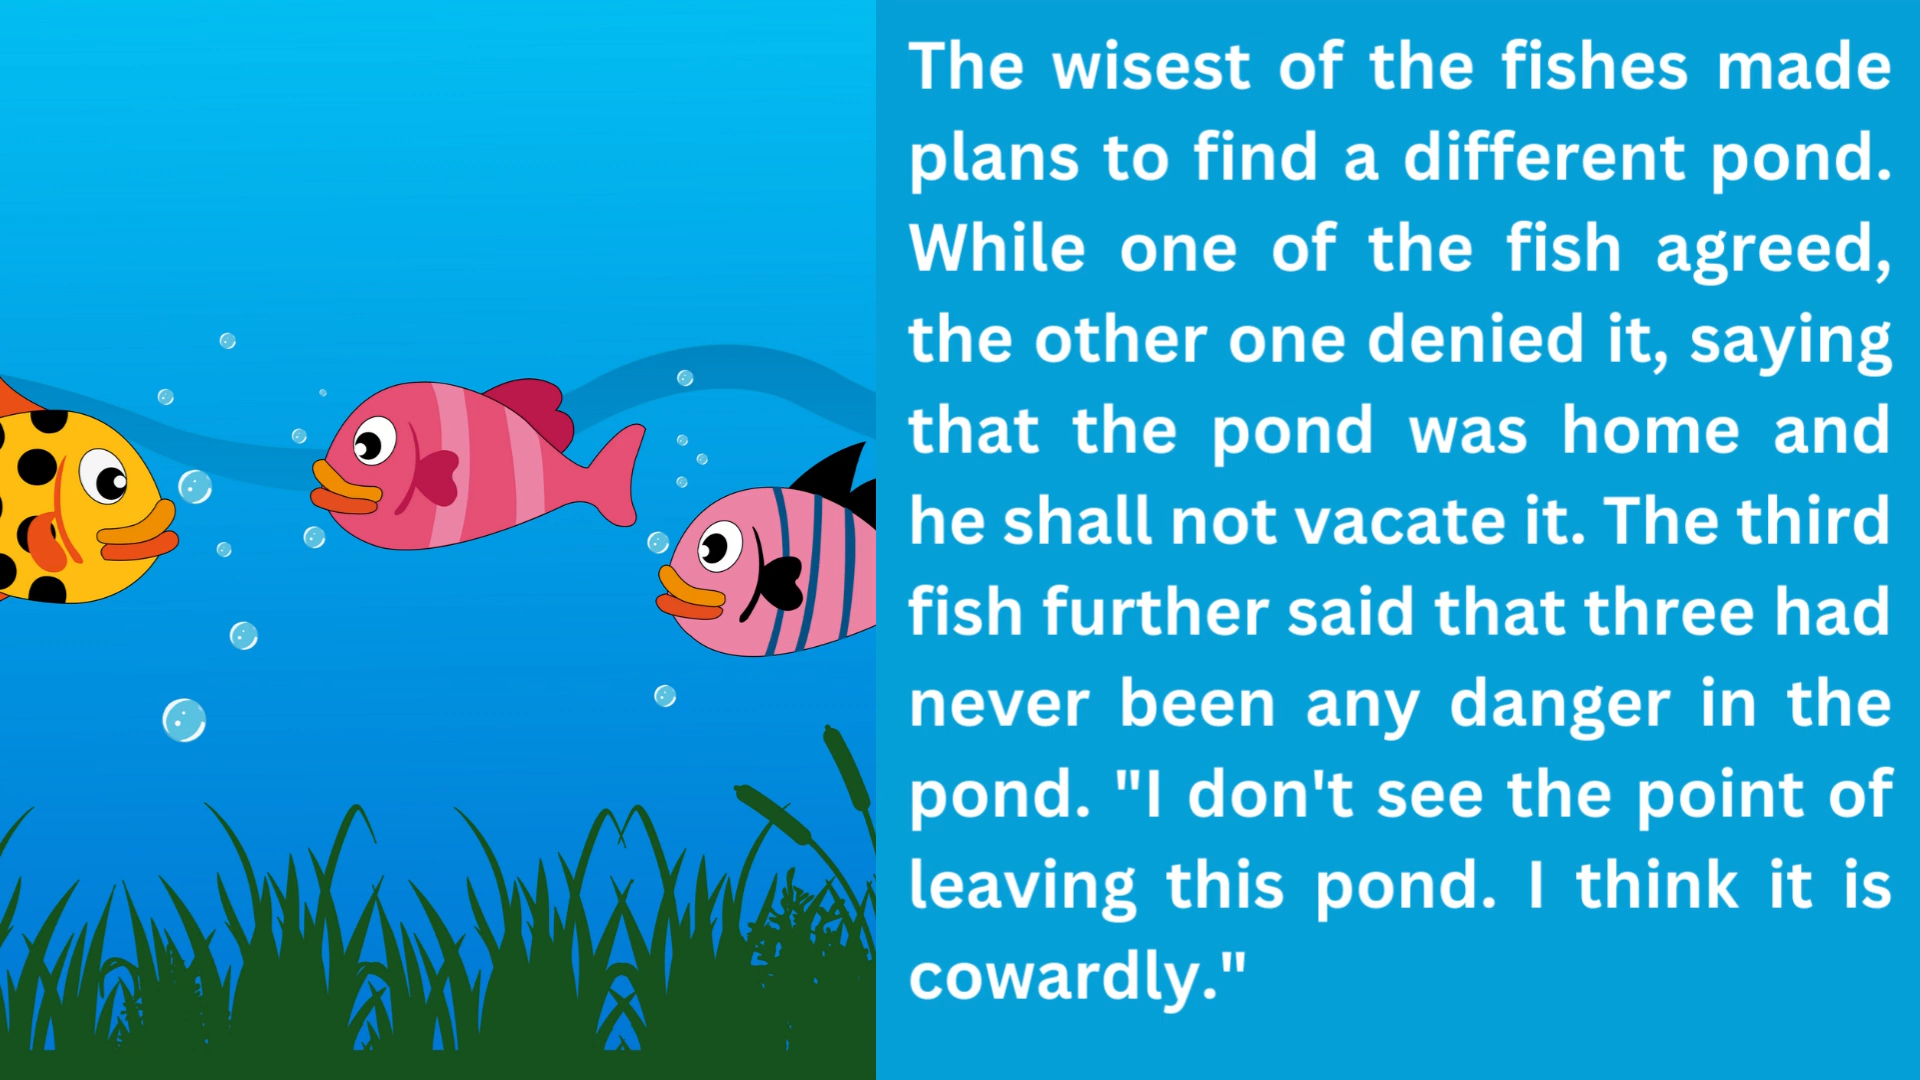 The wisest of the fishes made
plans to find a different pond.
While one of the fish agreed,
the other one denied it, saying
that the pond was home and
he shall not vacate it. The third
fish further said that three had
never been any danger in the
pond. "I don't see the point of
leaving this pond. I think it is
cowardly."